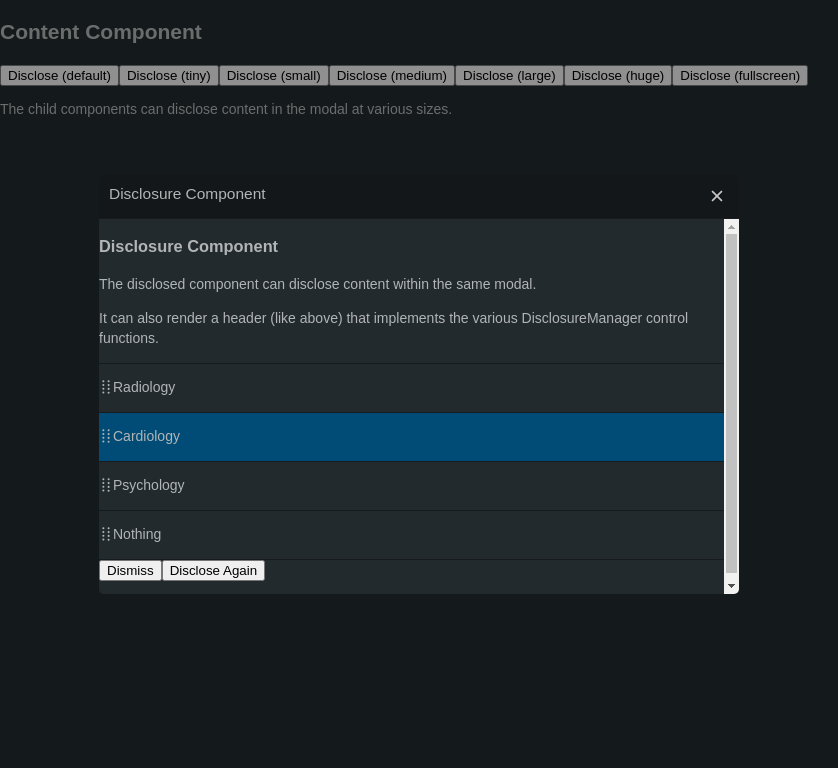 Content Component
Disclose (default) Disclose (tiny) Disclose (small) Disclose (medium) Disclose (large) Disclose (huge) Disclose (fullscreen)
The child components can disclose content in the modal at various sizes.
Disclosure Component
Disclosure Component
The disclosed component can disclose content within the same modal.
It can also render a header (like above) that implements the various DisclosureManager control
functions.
Radiology
Cardiology
Psychology
Nothing
Dismiss Disclose Again